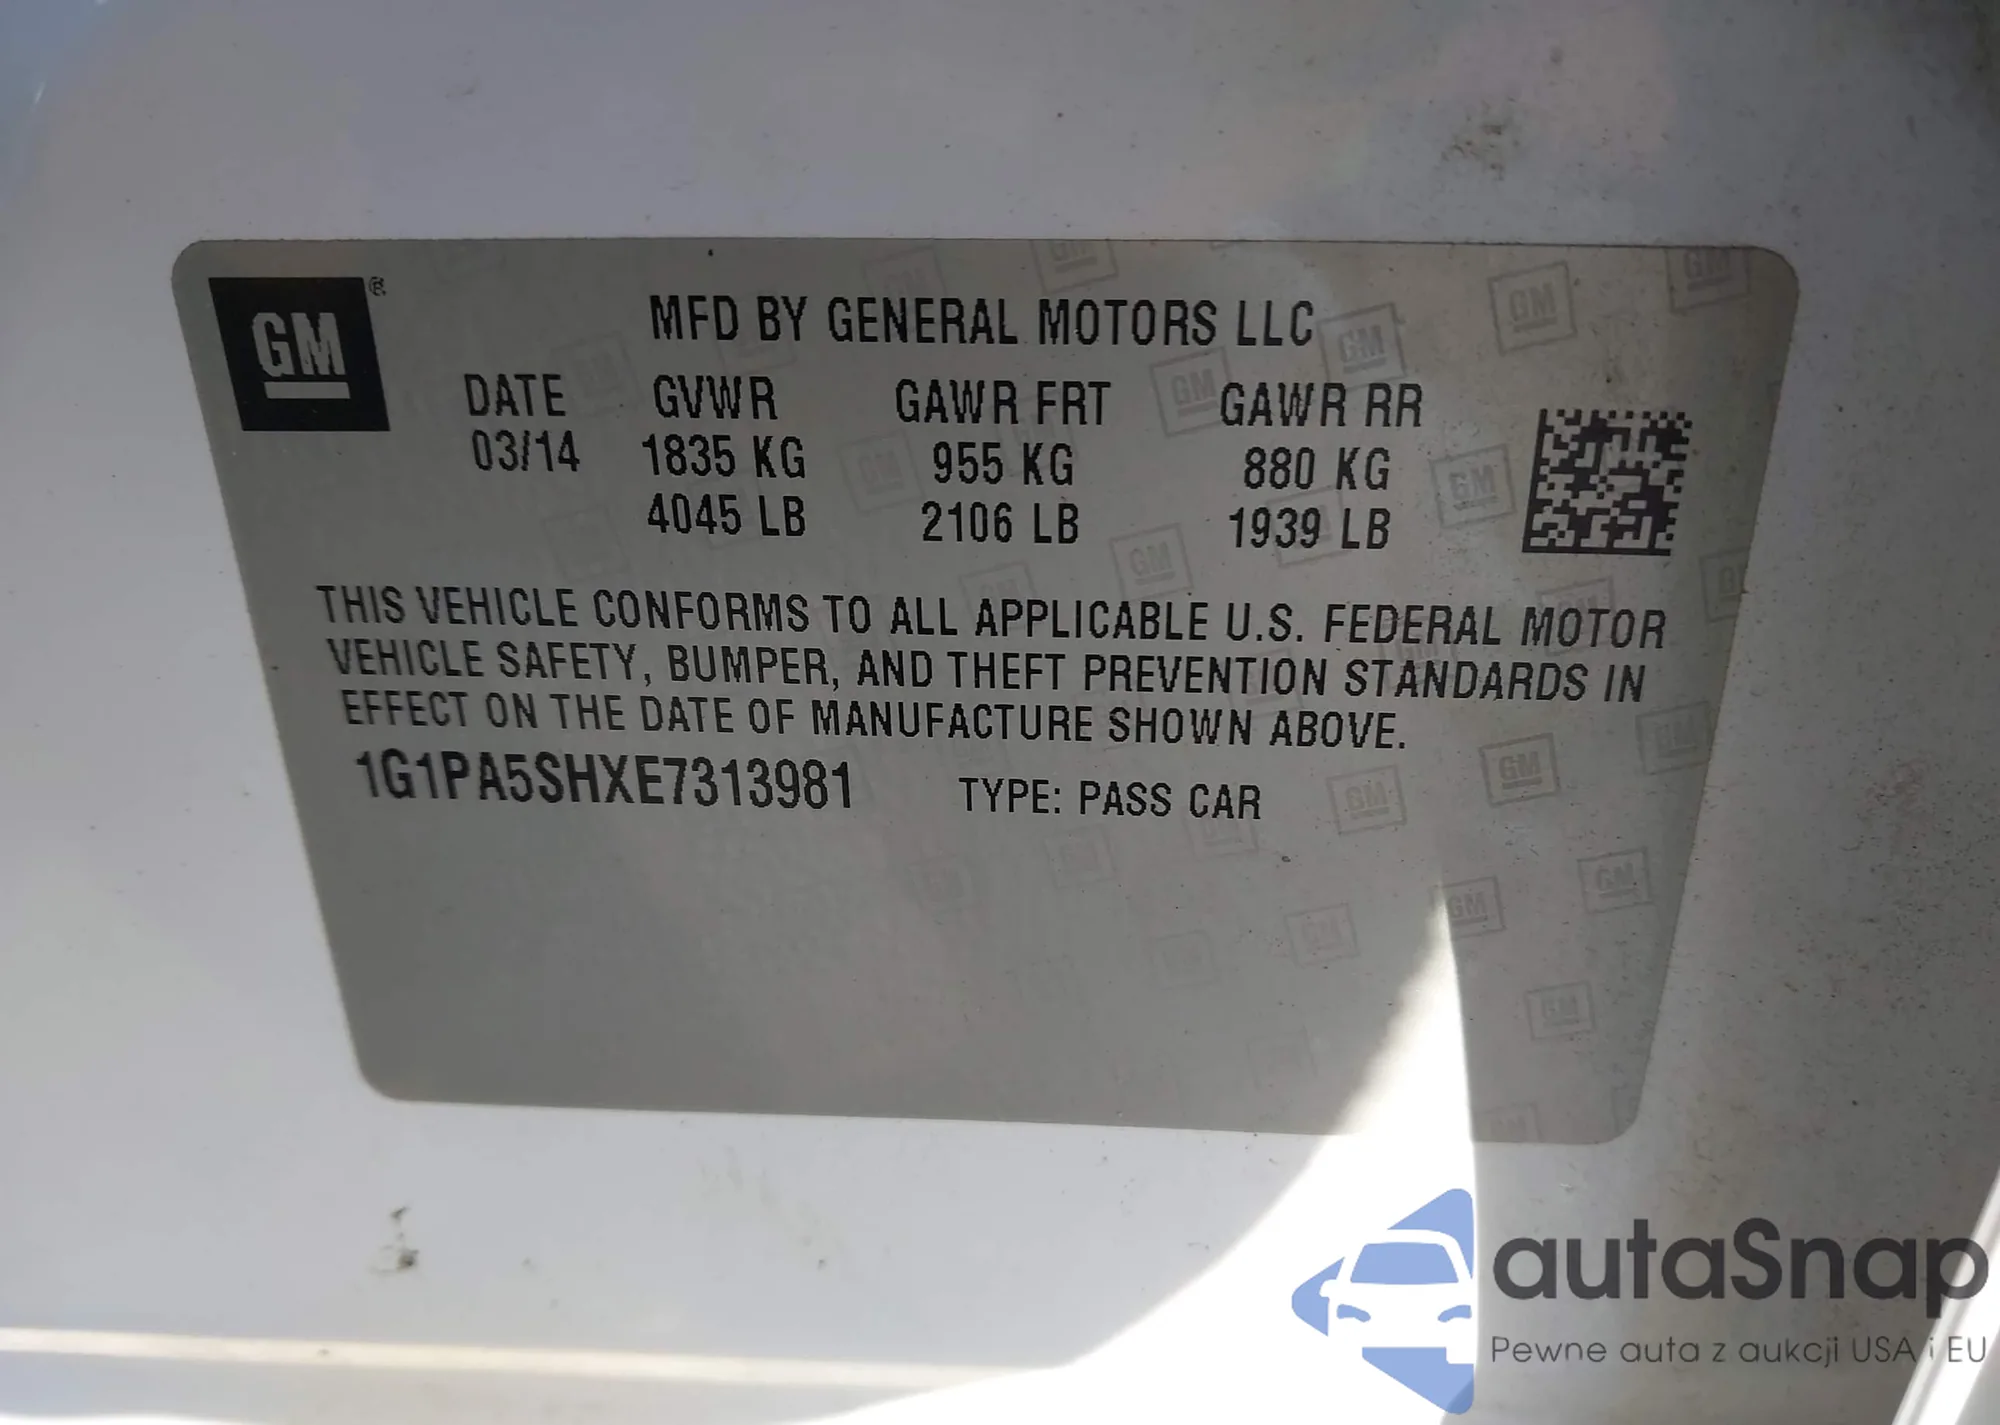 GM®
MFD BY GENERAL MOTORS LLC
DATE GVWR GAWR FRT GAWR RR
03/14 1835 KG 955 KG 880 KG
4045 LB 2106 LB 1939 LB
THIS VEHICLE CONFORMS TO ALL APPLICABLE U.S. FEDERAL MOTOR
VEHICLE SAFETY, BUMPER, AND THEFT PREVENTION STANDARDS IN
EFFECT ON THE DATE OF MANUFACTURE SHOWN ABOVE.
1G1PA5SHXE7313981 TYPE: PASS CAR
autaSnap
Pewne auta z aukcji USA i EU